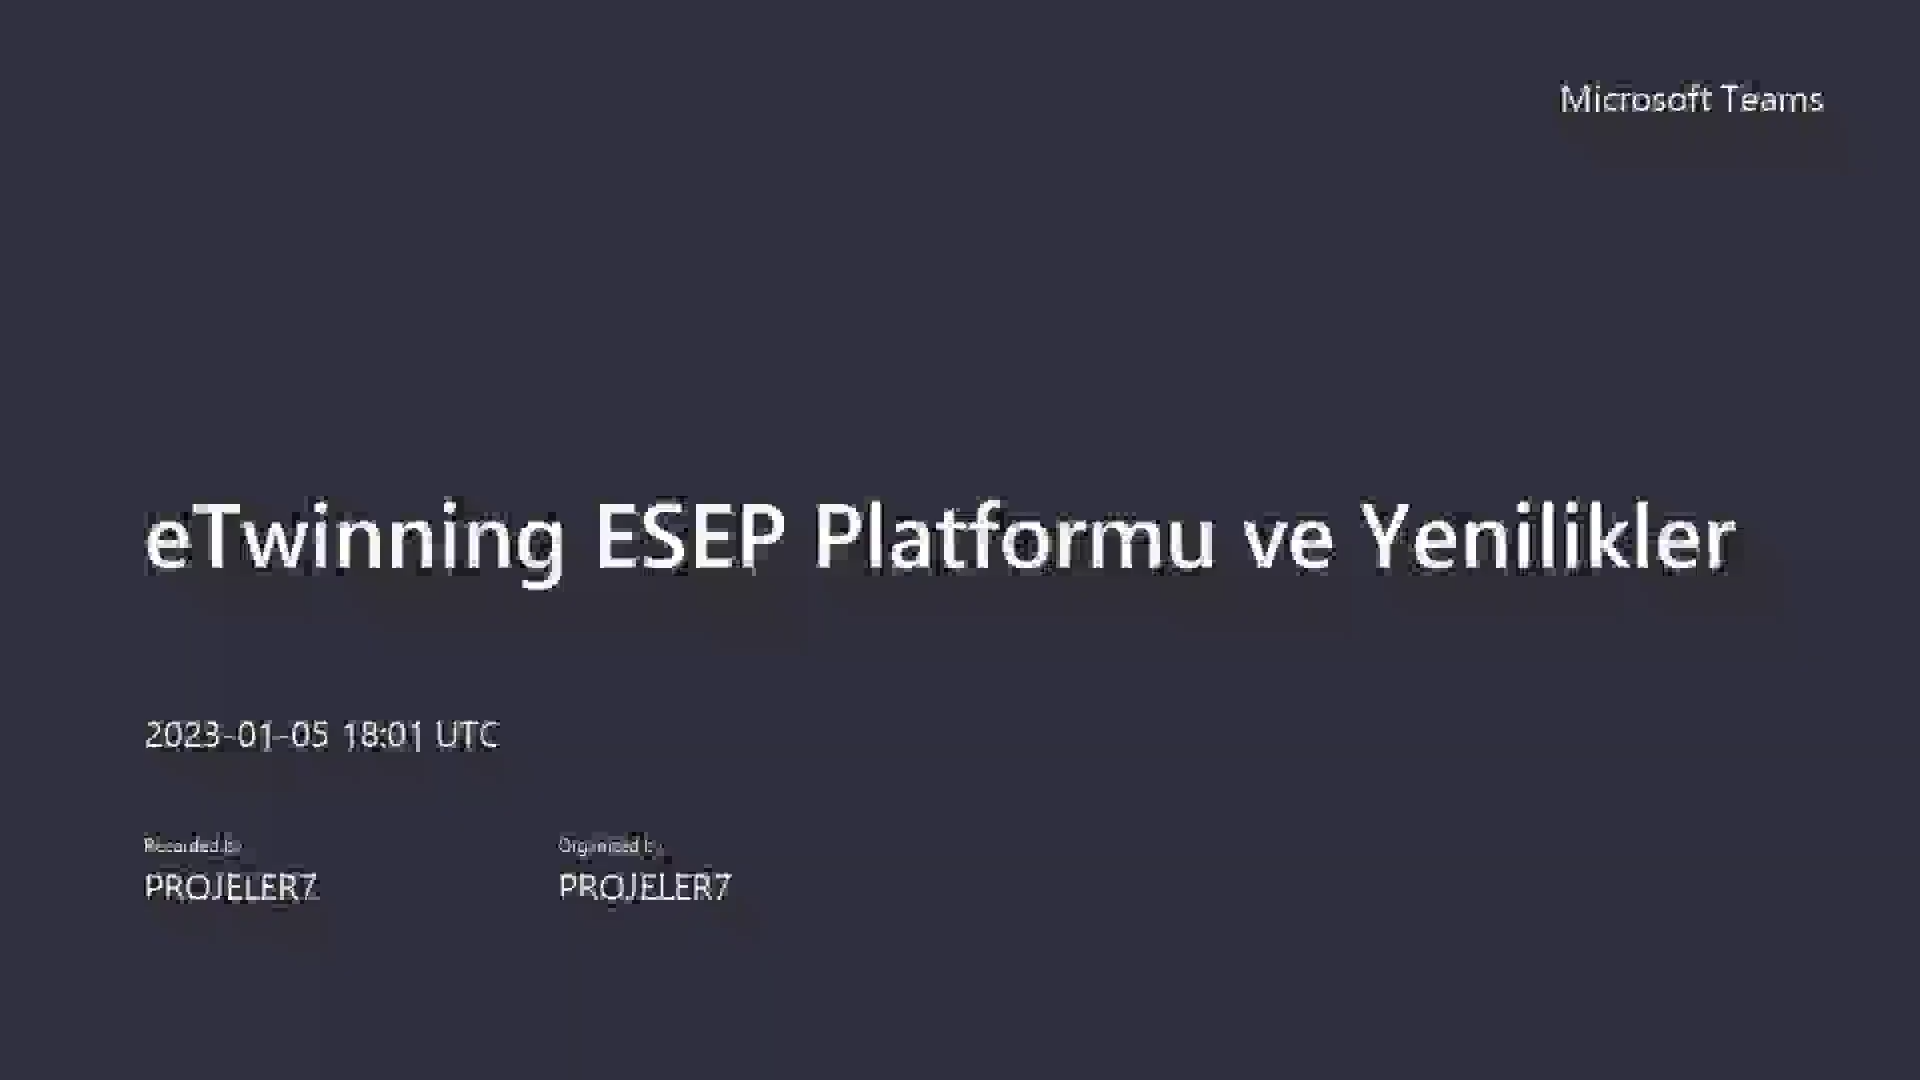 Microsoft Teams
eTwinning ESEP Platformu ve Yenilikler
2023-01-05 18:01 UTC
Recorded by
Organized by
PROJELER7
PROJELER7